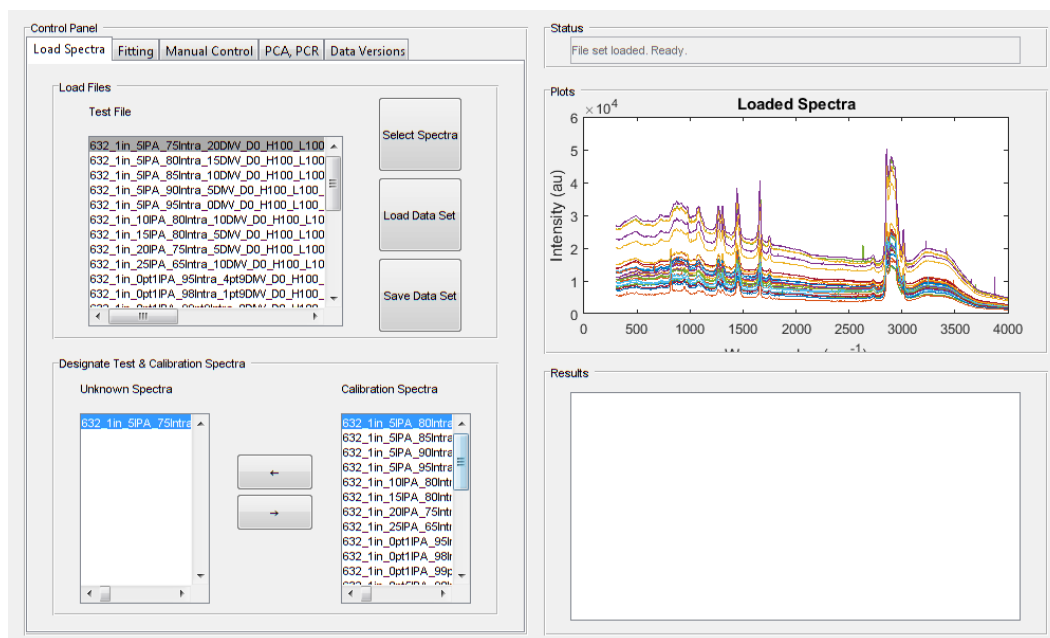 Control Panel
Load Spectra Fitting Manual Control PCA, PCR Data Versions
Load Files
Test File
632_1in_5IPA_75Intra_20DIW_D0_H100_L100
632_1in_5IPA_80Intra_15DIW_D0_H100_L100
632_1in_5IPA_85Intra_10DIW_D0_H100_L100
632_1in_5IPA_90Intra_5DIW_D0_H100_L100_
632_1in_5IPA_95Intra_0DIW_D0_H100_L100_
632_1in_10IPA_80Intra_10DIW_D0_H100_L10
632_1in_15IPA_80Intra_5DIW_D0_H100_L100
632_1in_20IPA_75Intra_5DIW_D0_H100_L100
632_1in_25IPA_65Intra_10DIW_D0_H100_L10
632_1in_0pt1IPA_95Intra_4pt9DIW_D0_H100_
632_1in_0pt1IPA_98Intra_1pt9DIW_D0_H100_
Select Spectra
Load Data Set
Save Data Set
Designate Test & Calibration Spectra
Unknown Spectra
632_1in_5IPA_75Intra
←
→
Calibration Spectra
632_1in_5IPA_80Intra
632_1in_5IPA_85Intra
632_1in_5IPA_90Intra
632_1in_5IPA_95Intra
632_1in_10IPA_80Intr
632_1in_15IPA_80Intr
632_1in_20IPA_75Intr
632_1in_25IPA_65Intr
632_1in_0pt1IPA_95Ir
632_1in_0pt1IPA_98Ir
632_1in_0pt1IPA_99p
Status
File set loaded. Ready.
Plots
Loaded Spectra
×10⁴
Intensity (au)
6
5
4
3
2
1
0
0 500 1000 1500 2000 2500 3000 3500 4000
Results